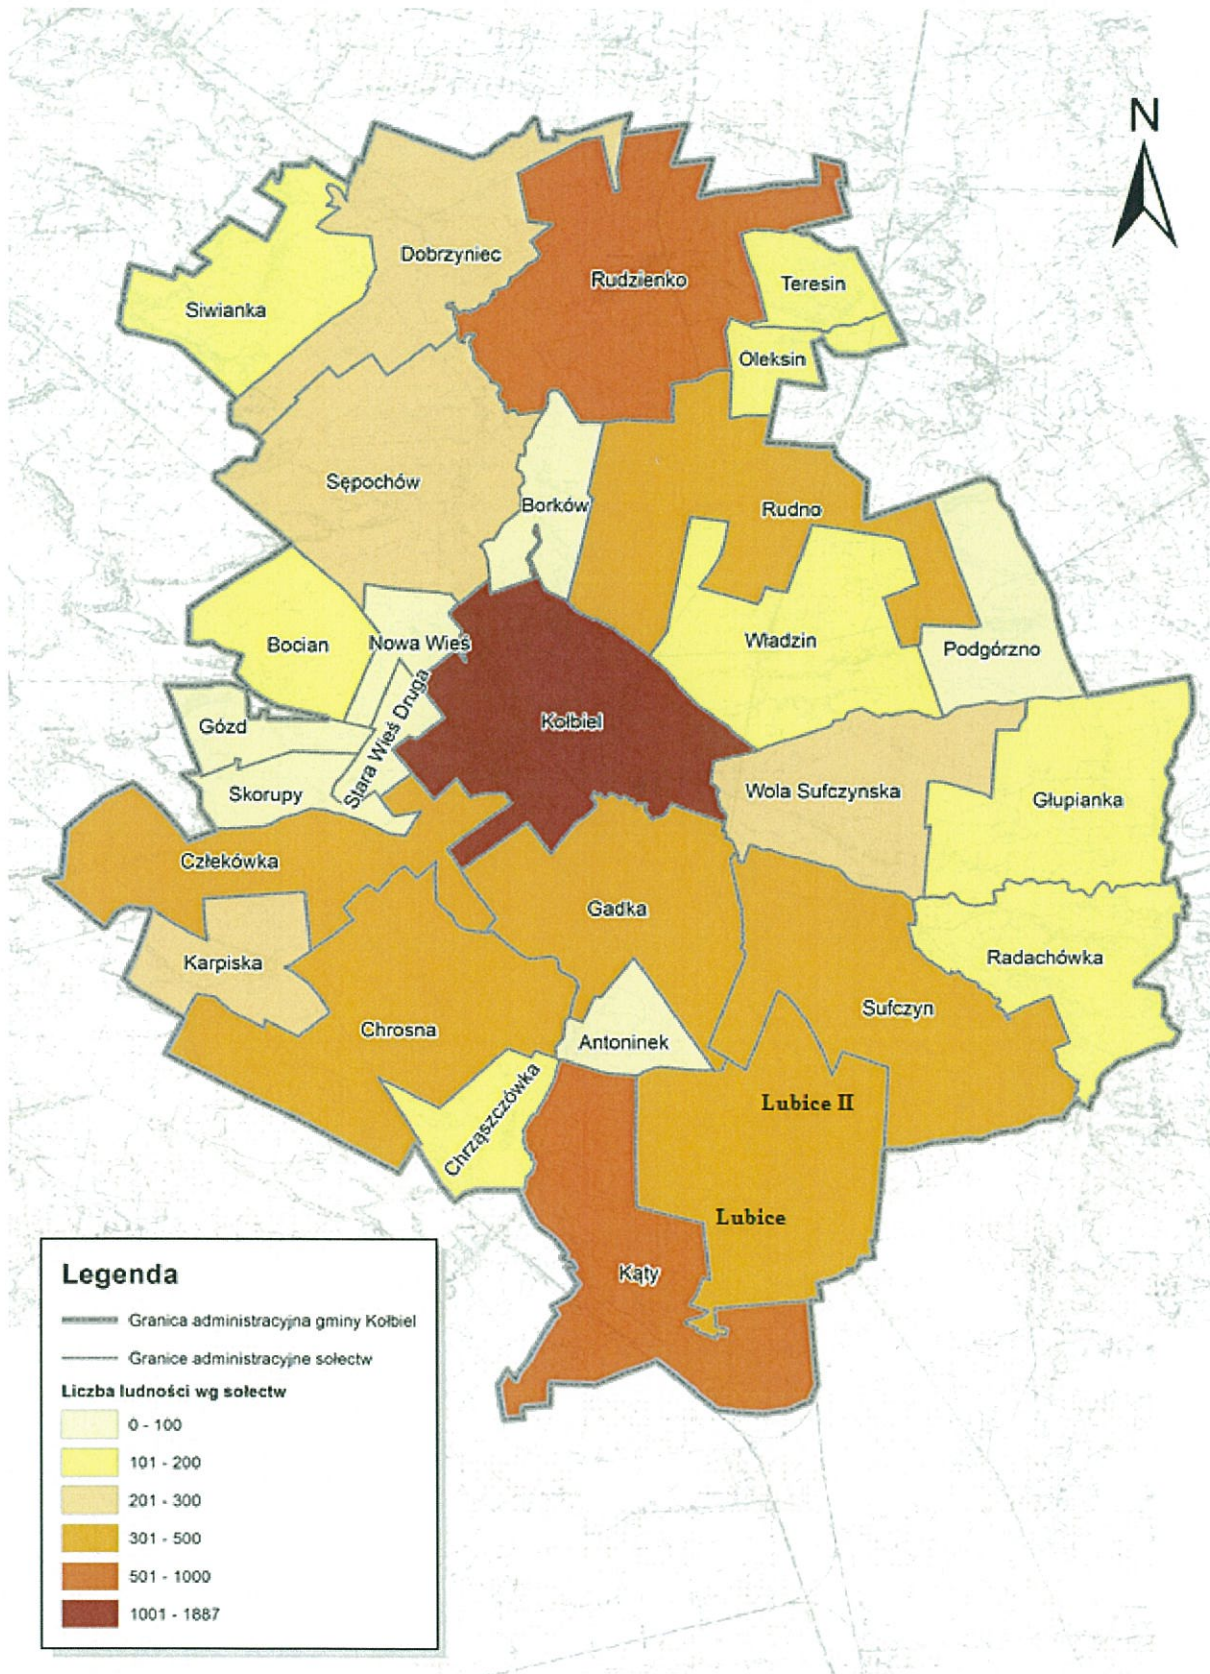 N
Dobrzyniec
Rudzienko
Teresin
Siwianka
Oleksin
Sępochów
Borków
Rudno
Bocian
Nowa Wieś
Władzin
Podgórzno
Gózd
Stara Wieś Druga
Kołbiel
Skorupy
Wola Sufczynska
Głupianka
Człekówka
Gadka
Karpiska
Radachówka
Chrosna
Sufczyn
Antoninek
Chrząszczówka
Lubice II
Lubice
Kąty
Legenda
Granica administracyjna gminy Kołbiel
Granice administracyjne sołectw
Liczba ludności wg sołectw
0 - 100
101 - 200
201 - 300
301 - 500
501 - 1000
1001 - 1887